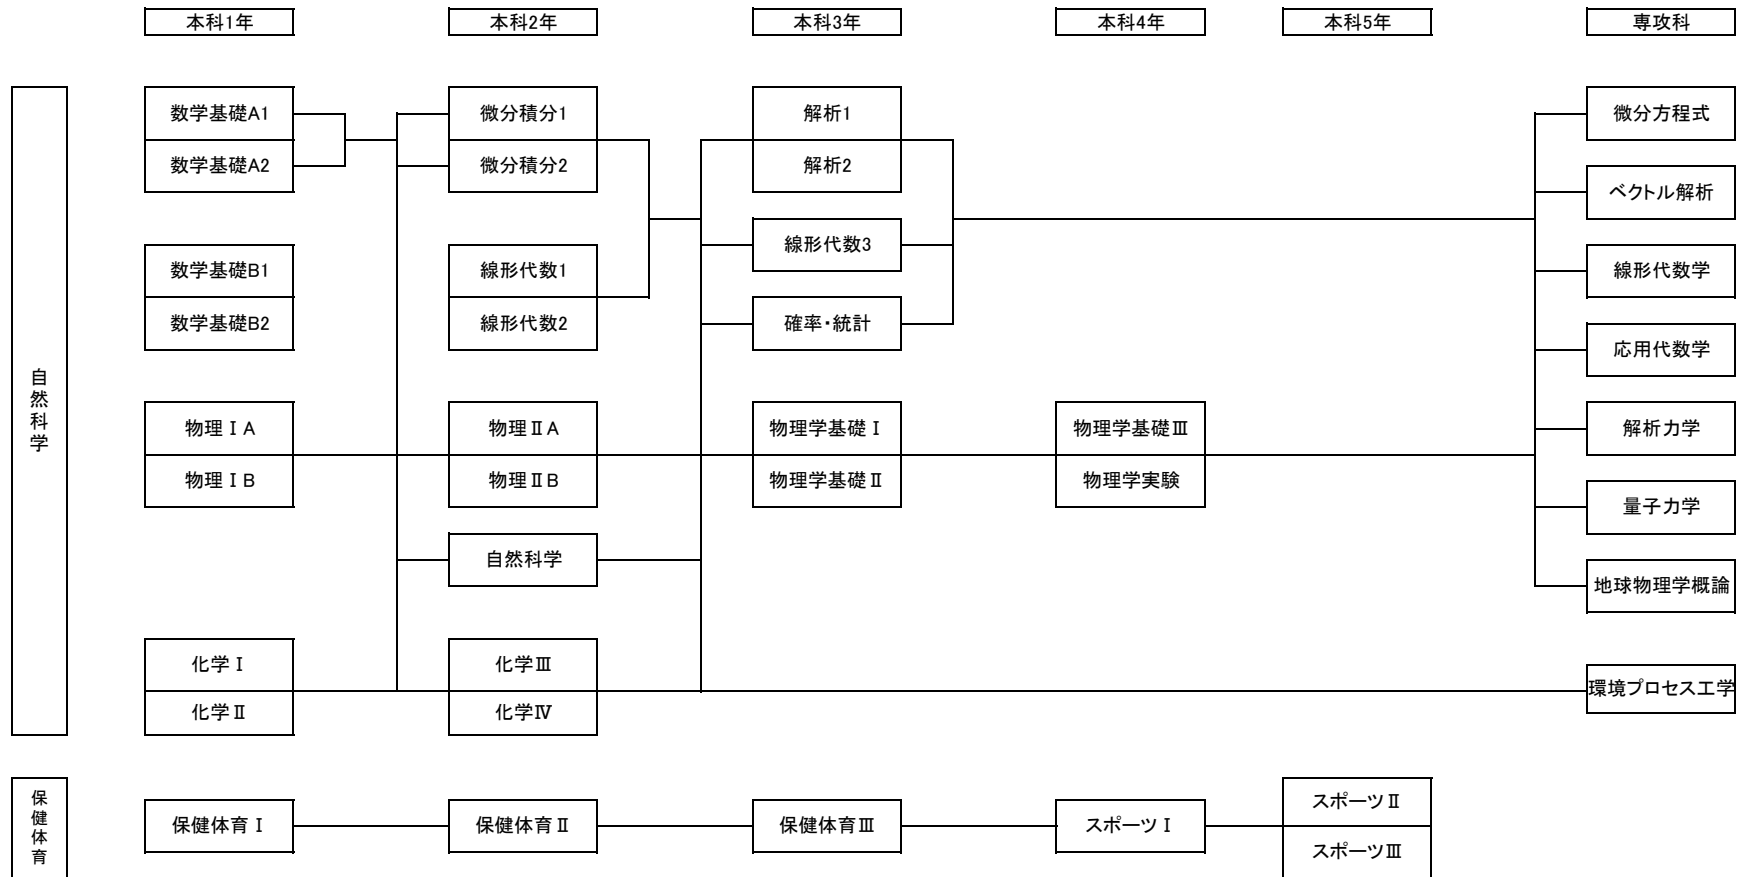 本科1年
本科2年
本科3年
本科4年
本科5年
専攻科
自然科学
数学基礎A1
微分積分1
解析1
微分方程式
数学基礎A2
微分積分2
解析2
ベクトル解析
線形代数3
数学基礎B1
線形代数1
線形代数学
数学基礎B2
線形代数2
確率・統計
応用代数学
物理ⅠA
物理ⅡA
物理学基礎Ⅰ
物理学基礎Ⅲ
解析力学
物理ⅠB
物理ⅡB
物理学基礎Ⅱ
物理学実験
量子力学
自然科学
地球物理学概論
化学Ⅰ
化学Ⅲ
環境プロセス工学
化学Ⅱ
化学Ⅳ
保健体育
保健体育Ⅰ
保健体育Ⅱ
保健体育Ⅲ
スポーツⅠ
スポーツⅡ
スポーツⅢ